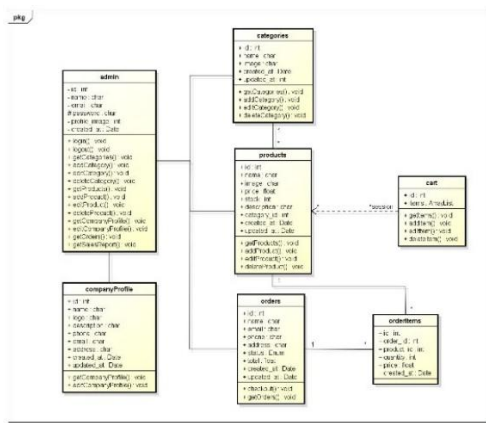 pkg
categories
+ id : int
+ name : char
+ image : char
+ created_at : Date
+ updated_at : int
+ getCategories() : void
+ addCategory() : void
+ editCategory() : void
+ deleteCategory() : void
admin
- id : int
- name : char
- email : char
# password : char
- profile_image : int
- created_at : Date
+ login() : void
+ logout() : void
+ getCategories() : void
+ addCategory() : void
+ editCategory() : void
+ deleteCategory() : void
+ getProducts() : void
+ addProduct() : void
+ editProduct() : void
+ deleteProduct() : void
+ getCompanyProfile() : void
+ editCompanyProfile() : void
+ getOrders() : void
+ getSalesReport() : void
products
+ id : int
+ name : char
+ image : char
+ price : float
+ stock : int
+ description : char
+ category_id : int
+ created_at : Date
+ updated_at : Date
+ getProducts() : void
+ addProduct() : void
+ editProduct() : void
+ deleteProduct() : void
cart
+ id : int
+ items : ArrayList
+ getItems() : void
+ addItem() : void
+ editItem() : void
+ deleteItem() : void
*session
companyProfile
+ id : int
+ name : char
+ logo : char
+ description : char
+ phone : char
+ email : char
+ address : char
+ created_at : Date
+ updated_at : Date
+ getCompanyProfile() : void
+ editCompanyProfile() : void
orders
+ id : int
+ name : char
+ email : char
+ phone : char
+ address : char
+ status : Enum
+ total : float
+ created_at : Date
+ updated_at : Date
+ checkout() : void
+ getOrders() : void
1
*
orderItems
- id : int
- order_id : int
- product_id : int
- quantity : int
- price : float
created_at : Date